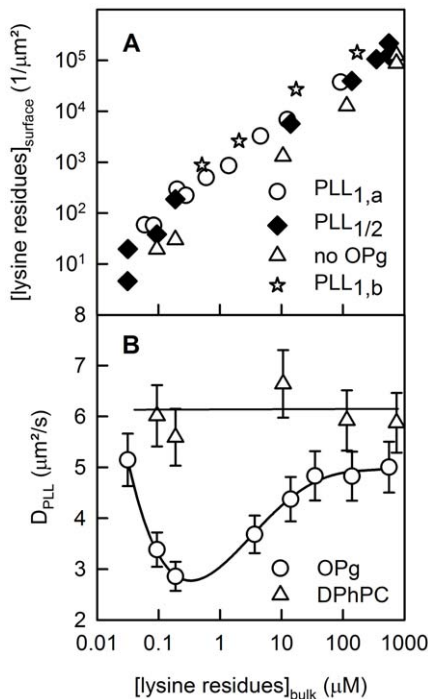 A
[lysine residues]surface (1/µm²)
10⁵
10⁴
10³
10²
10¹
8
PLL1,a
PLL1/2
no OPg
PLL1,b
B
DPLL (µm²/s)
7
6
5
4
3
2
OPg
DPhPC
0.01 0.1 1 10 100 1000
[lysine residues]bulk (µM)